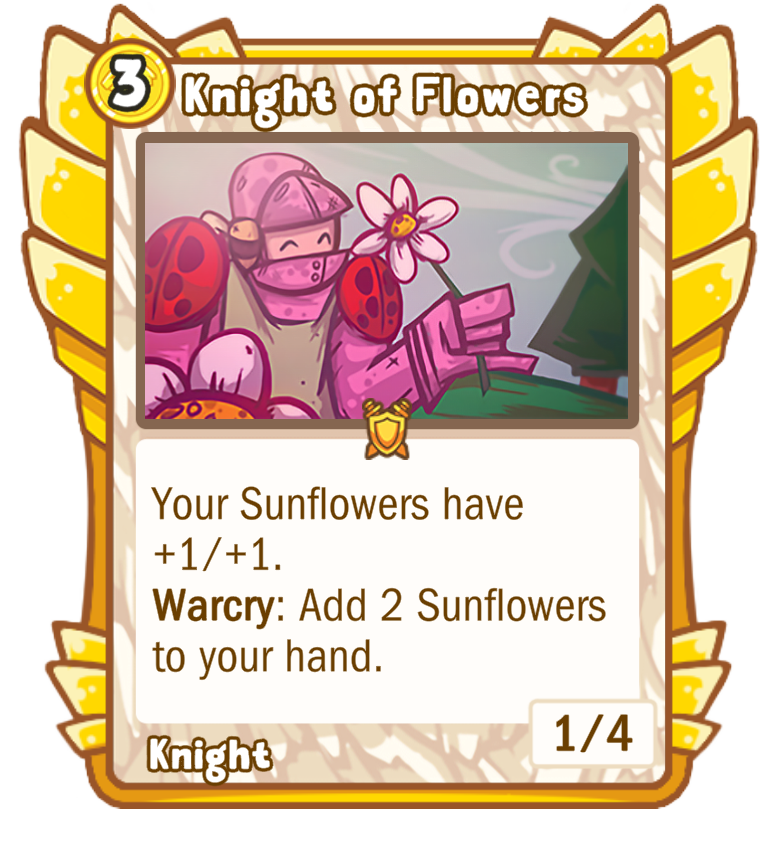 3
Knight of Flowers
Your Sunflowers have
+1/+1.
Warcry: Add 2 Sunflowers
to your hand.
1/4
Knight